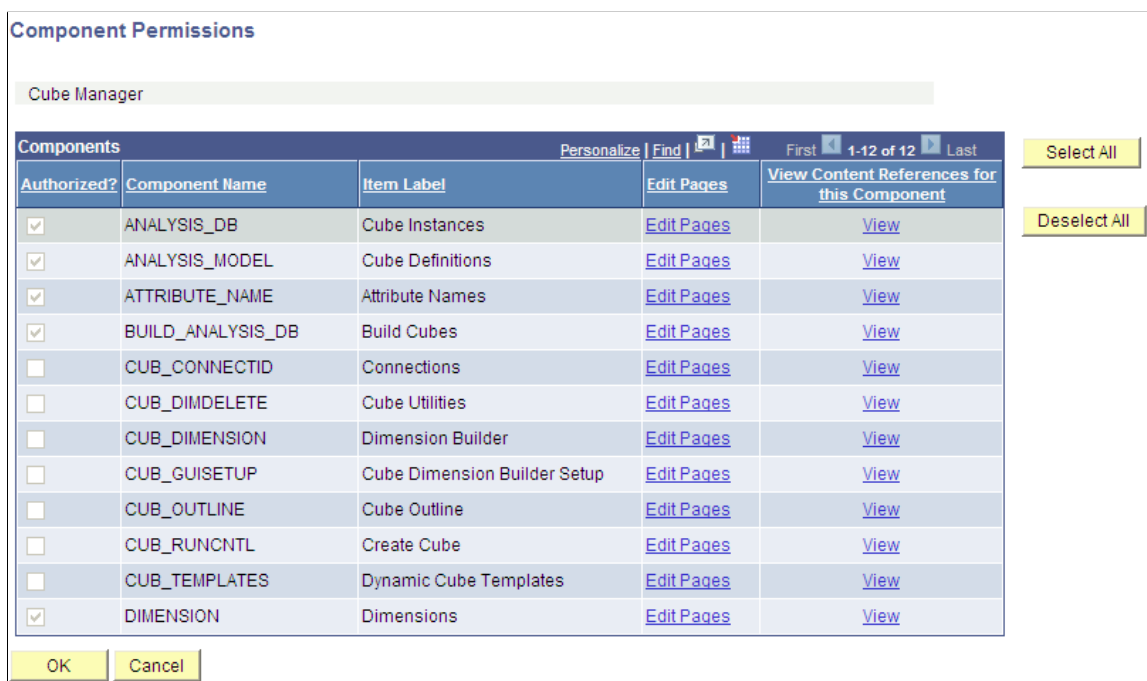 Component Permissions
Cube Manager
Components Personalize | Find | | First 1-12 of 12 Last
Select All
Authorized? Component Name Item Label Edit Pages View Content References for this Component
Deselect All
ANALYSIS_DB Cube Instances Edit Pages View
ANALYSIS_MODEL Cube Definitions Edit Pages View
ATTRIBUTE_NAME Attribute Names Edit Pages View
BUILD_ANALYSIS_DB Build Cubes Edit Pages View
CUB_CONNECTID Connections Edit Pages View
CUB_DIMDELETE Cube Utilities Edit Pages View
CUB_DIMENSION Dimension Builder Edit Pages View
CUB_GUISETUP Cube Dimension Builder Setup Edit Pages View
CUB_OUTLINE Cube Outline Edit Pages View
CUB_RUNCNTL Create Cube Edit Pages View
CUB_TEMPLATES Dynamic Cube Templates Edit Pages View
DIMENSION Dimensions Edit Pages View
OK Cancel